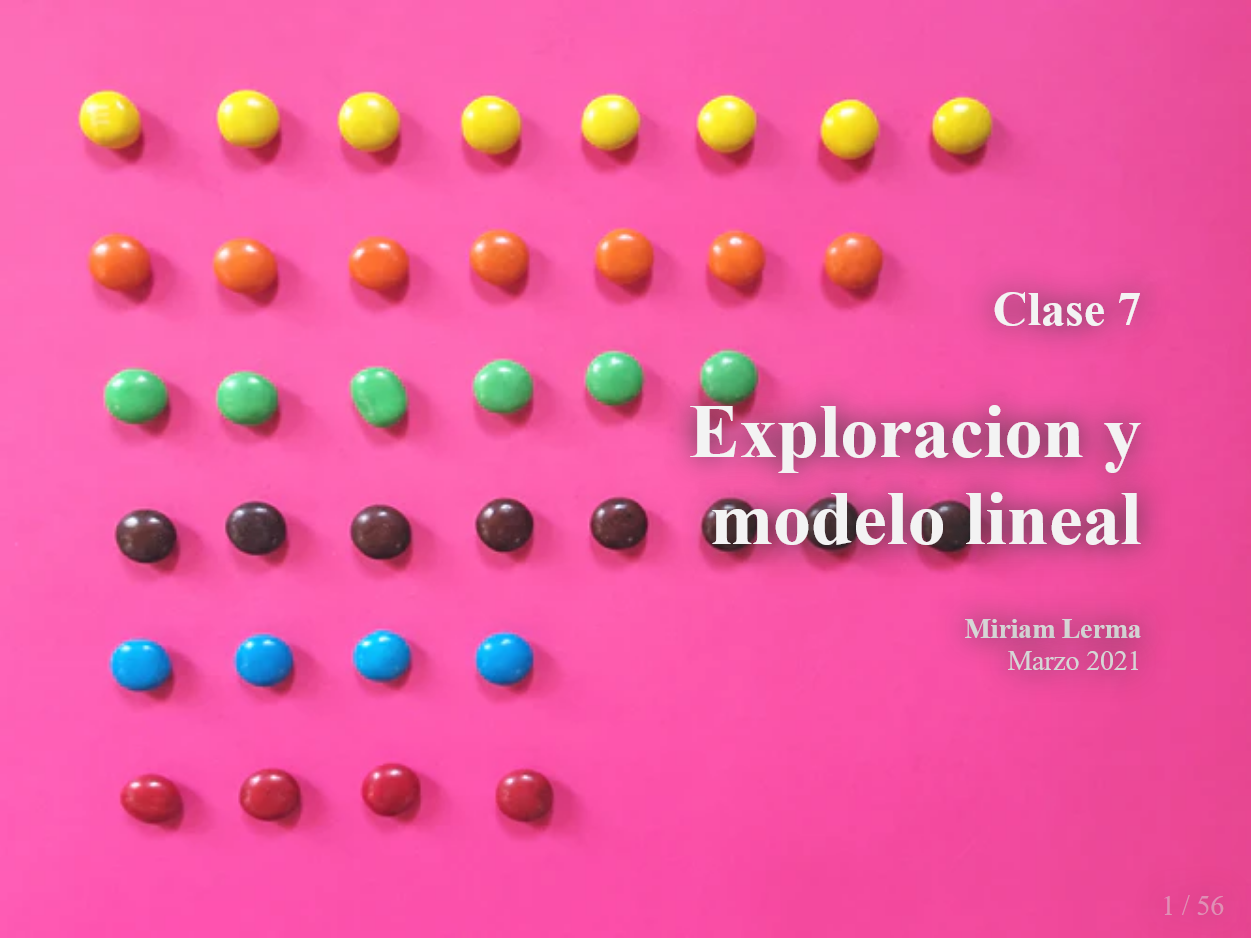 Clase 7
Exploracion y
modelo lineal
Miriam Lerma
Marzo 2021
1 / 56